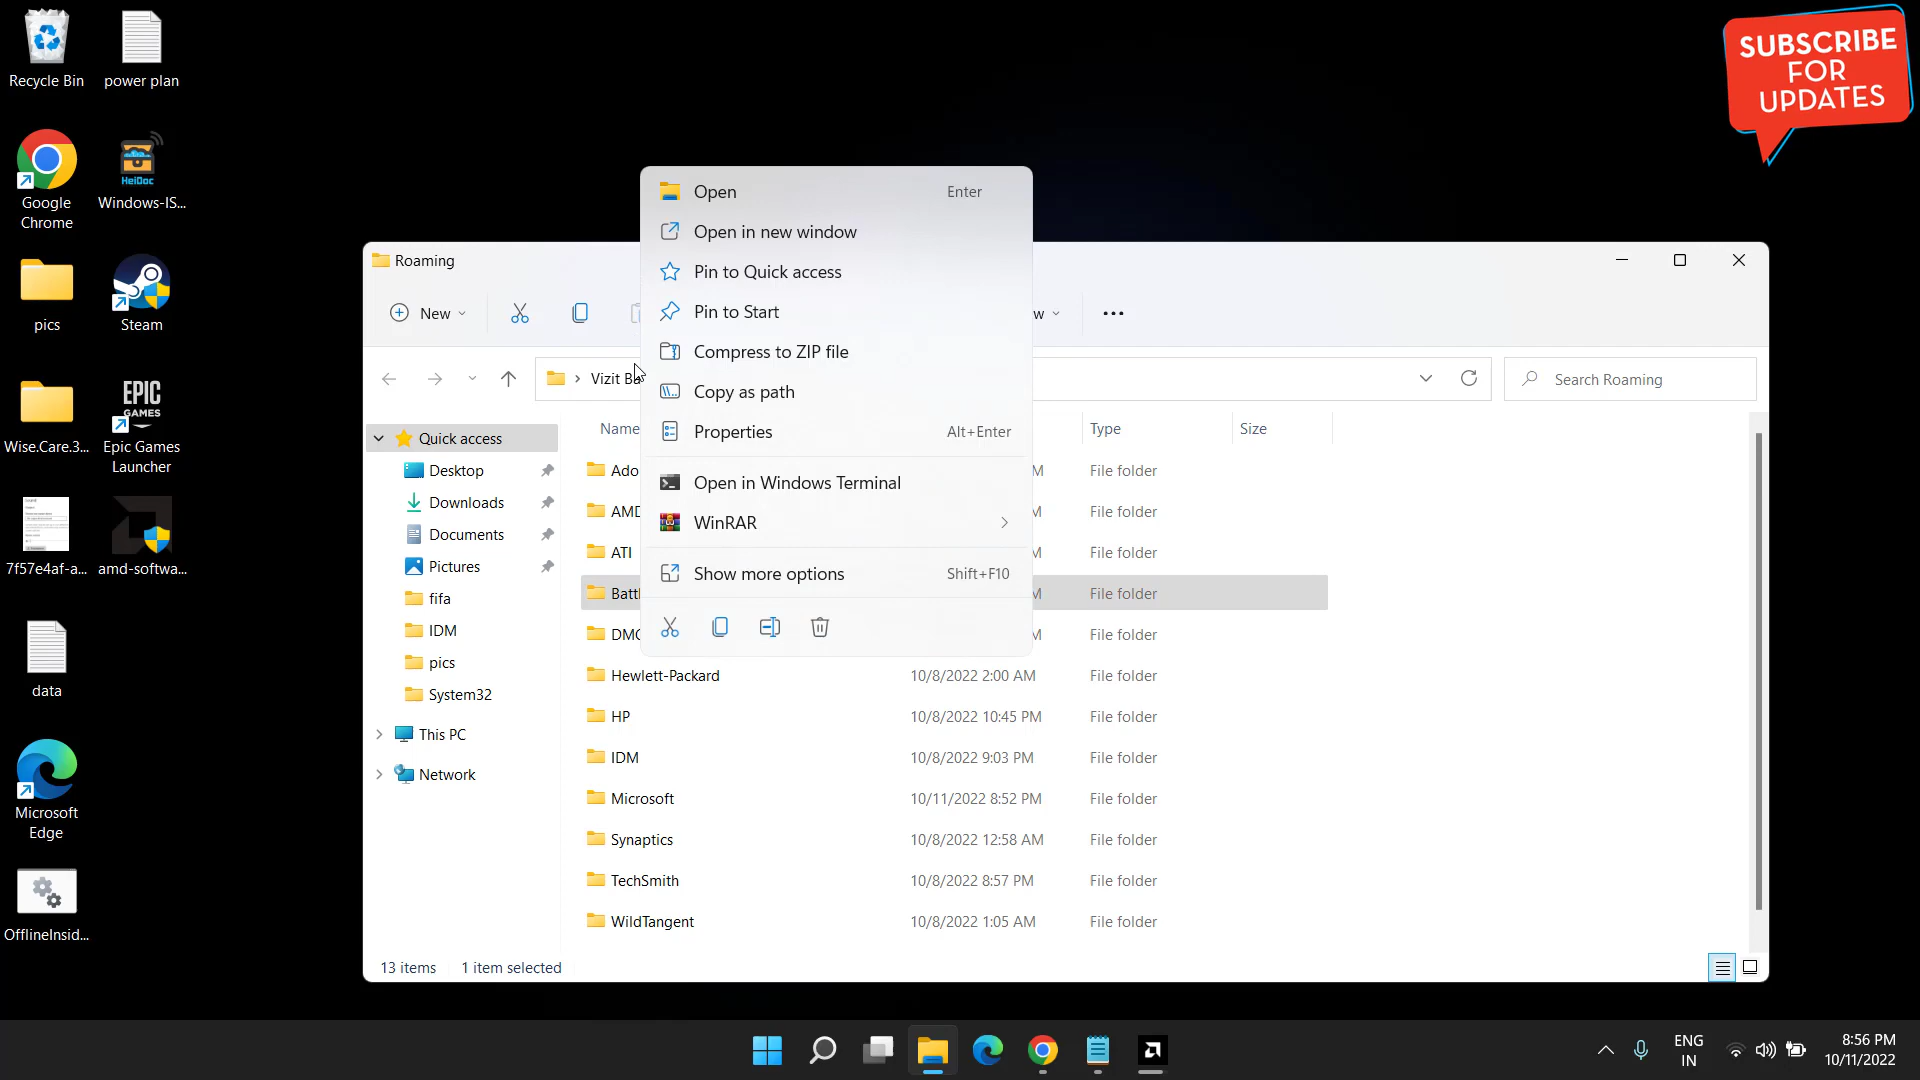 Recycle Bin
power plan
SUBSCRIBE
FOR
UPDATES
Google
Chrome
HeiDoc
Windows-IS...
pics
Steam
Wise.Care.3...
EPIC
GAMES
Epic Games
Launcher
7f57e4af-a...
amd-softwa...
data
Microsoft
Edge
OfflineInsid...
Roaming
New
w
Search Roaming
Open Enter
Open in new window
Pin to Quick access
Pin to Start
Compress to ZIP file
Copy as path
Properties Alt+Enter
Open in Windows Terminal
WinRAR
Show more options Shift+F10
Vizit
Quick access
Desktop
Downloads
Documents
Pictures
fifa
IDM
pics
System32
This PC
Network
Name Type Size
Ado M File folder
AMD M File folder
ATI M File folder
Batt M File folder
DMC M File folder
Hewlett-Packard 10/8/2022 2:00 AM File folder
HP 10/8/2022 10:45 PM File folder
IDM 10/8/2022 9:03 PM File folder
Microsoft 10/11/2022 8:52 PM File folder
Synaptics 10/8/2022 12:58 AM File folder
TechSmith 10/8/2022 8:57 PM File folder
WildTangent 10/8/2022 1:05 AM File folder
13 items 1 item selected
ENG
IN
8:56 PM
10/11/2022